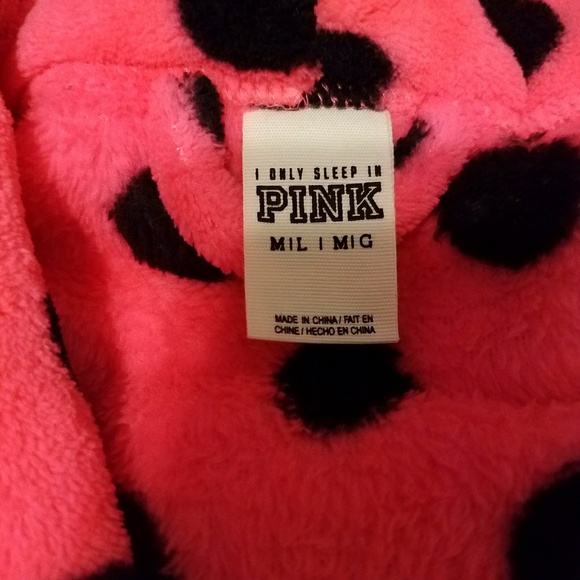 I ONLY SLEEP IN
PINK
M|L | M|G
MADE IN CHINA / FAIT EN
CHINE / HECHO EN CHINA